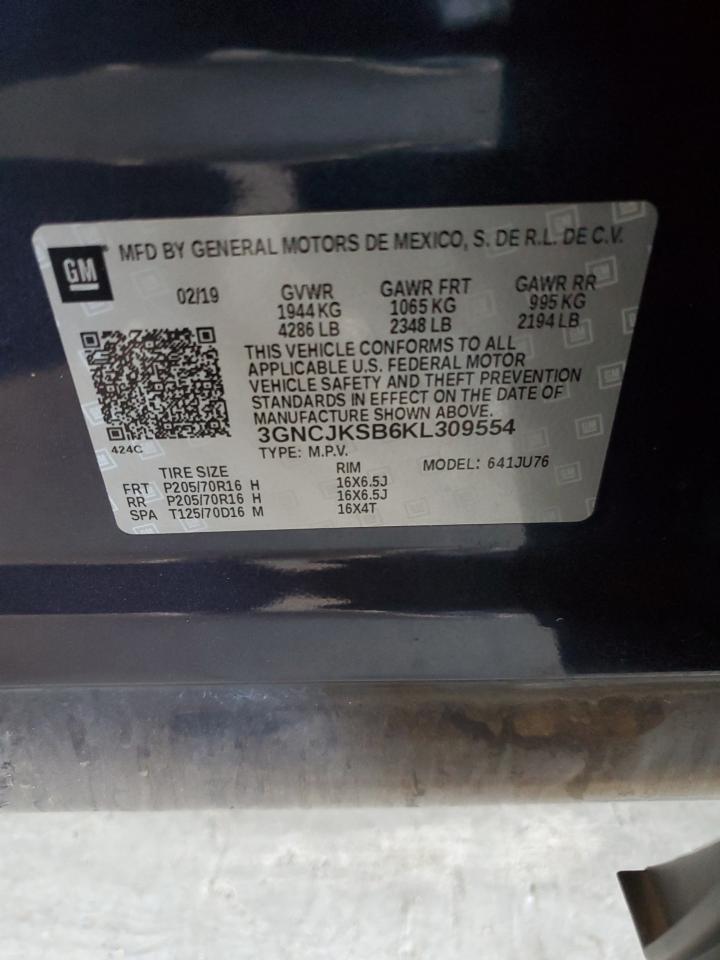 GM
MFD BY GENERAL MOTORS DE MEXICO, S. DE R.L. DE C.V.
02/19 GVWR GAWR FRT GAWR RR
1944 KG 1065 KG 995 KG
4286 LB 2348 LB 2194 LB
THIS VEHICLE CONFORMS TO ALL
APPLICABLE U.S. FEDERAL MOTOR
VEHICLE SAFETY AND THEFT PREVENTION
STANDARDS IN EFFECT ON THE DATE OF
MANUFACTURE SHOWN ABOVE.
3GNCJKSB6KL309554
424C
TYPE: M.P.V. MODEL: 641JU76
TIRE SIZE RIM
FRT P205/70R16 H 16X6.5J
RR P205/70R16 H 16X6.5J
SPA T125/70D16 M 16X4T